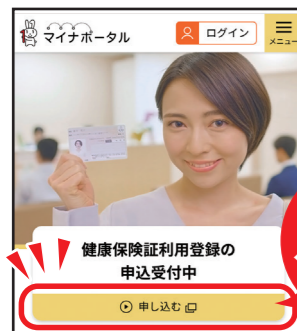 マイナポータル
ログイン
メニュー
健康保険証利用登録の
申込受付中
申し込む